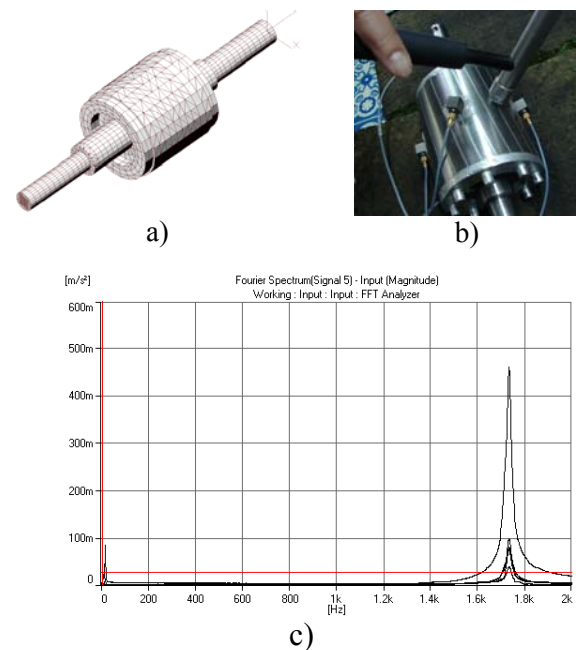 a)
b)
[m/s²]
Fourier Spectrum(Signal 5) - Input (Magnitude)
Working : Input : Input : FFT Analyzer
600m
500m
400m
300m
200m
100m
0
0 200 400 600 800 1k 1.2k 1.4k 1.6k 1.8k 2k
[Hz]
c)